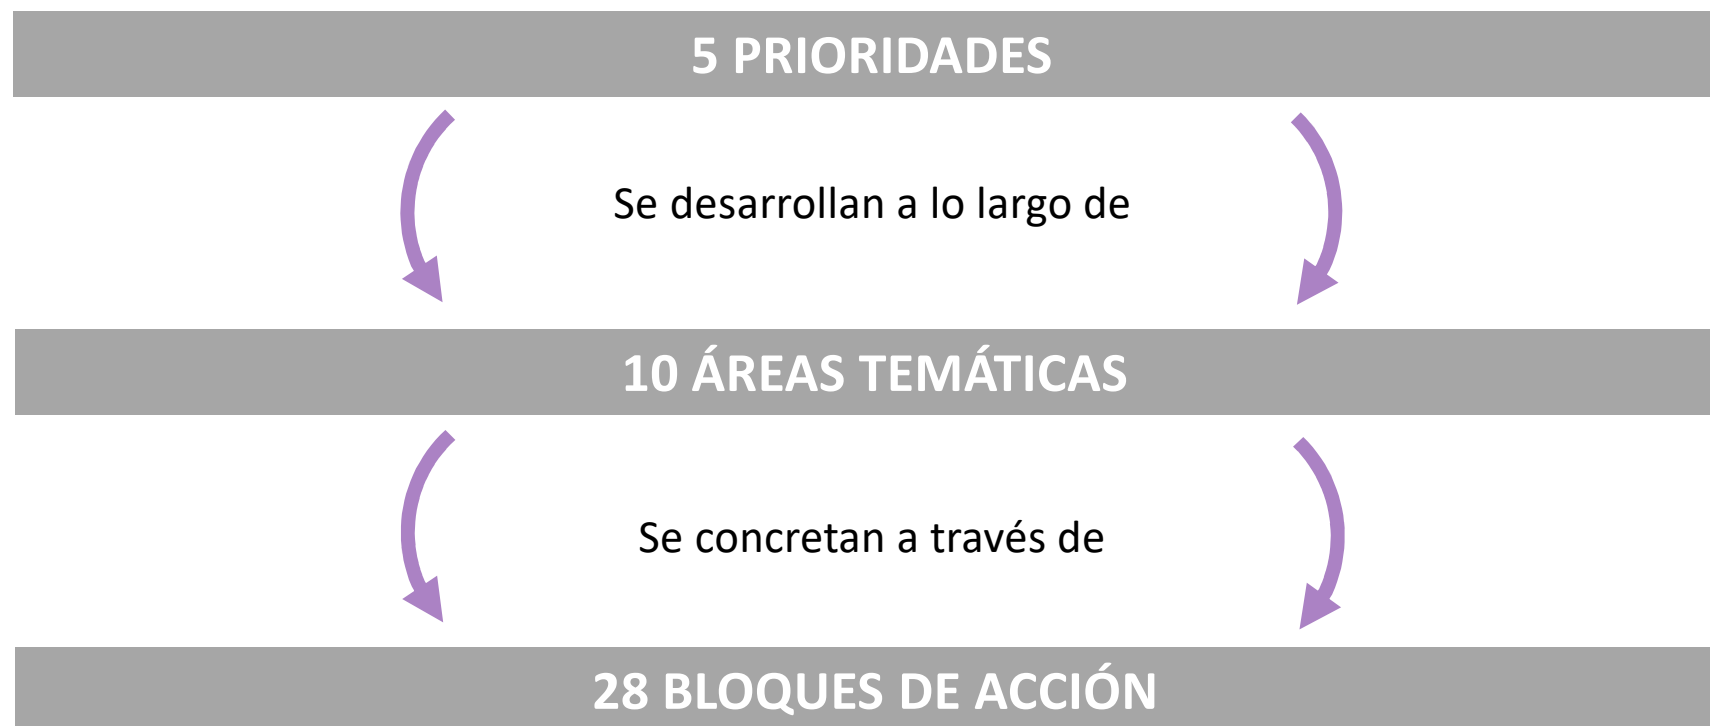 5 PRIORIDADES
Se desarrollan a lo largo de
10 ÁREAS TEMÁTICAS
Se concretan a través de
28 BLOQUES DE ACCIÓN